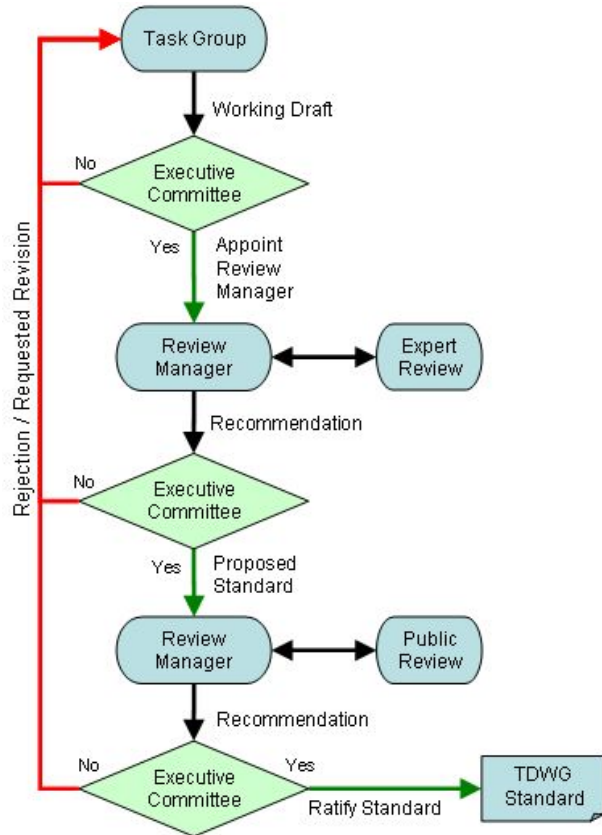 Task Group
Working Draft
No
Executive
Committee
Yes
Appoint
Review
Manager
Rejection / Requested Revision
Review
Manager
Expert
Review
Recommendation
No
Executive
Committee
Yes
Proposed
Standard
Review
Manager
Public
Review
Recommendation
No
Executive
Committee
Yes
Ratify Standard
TDWG
Standard